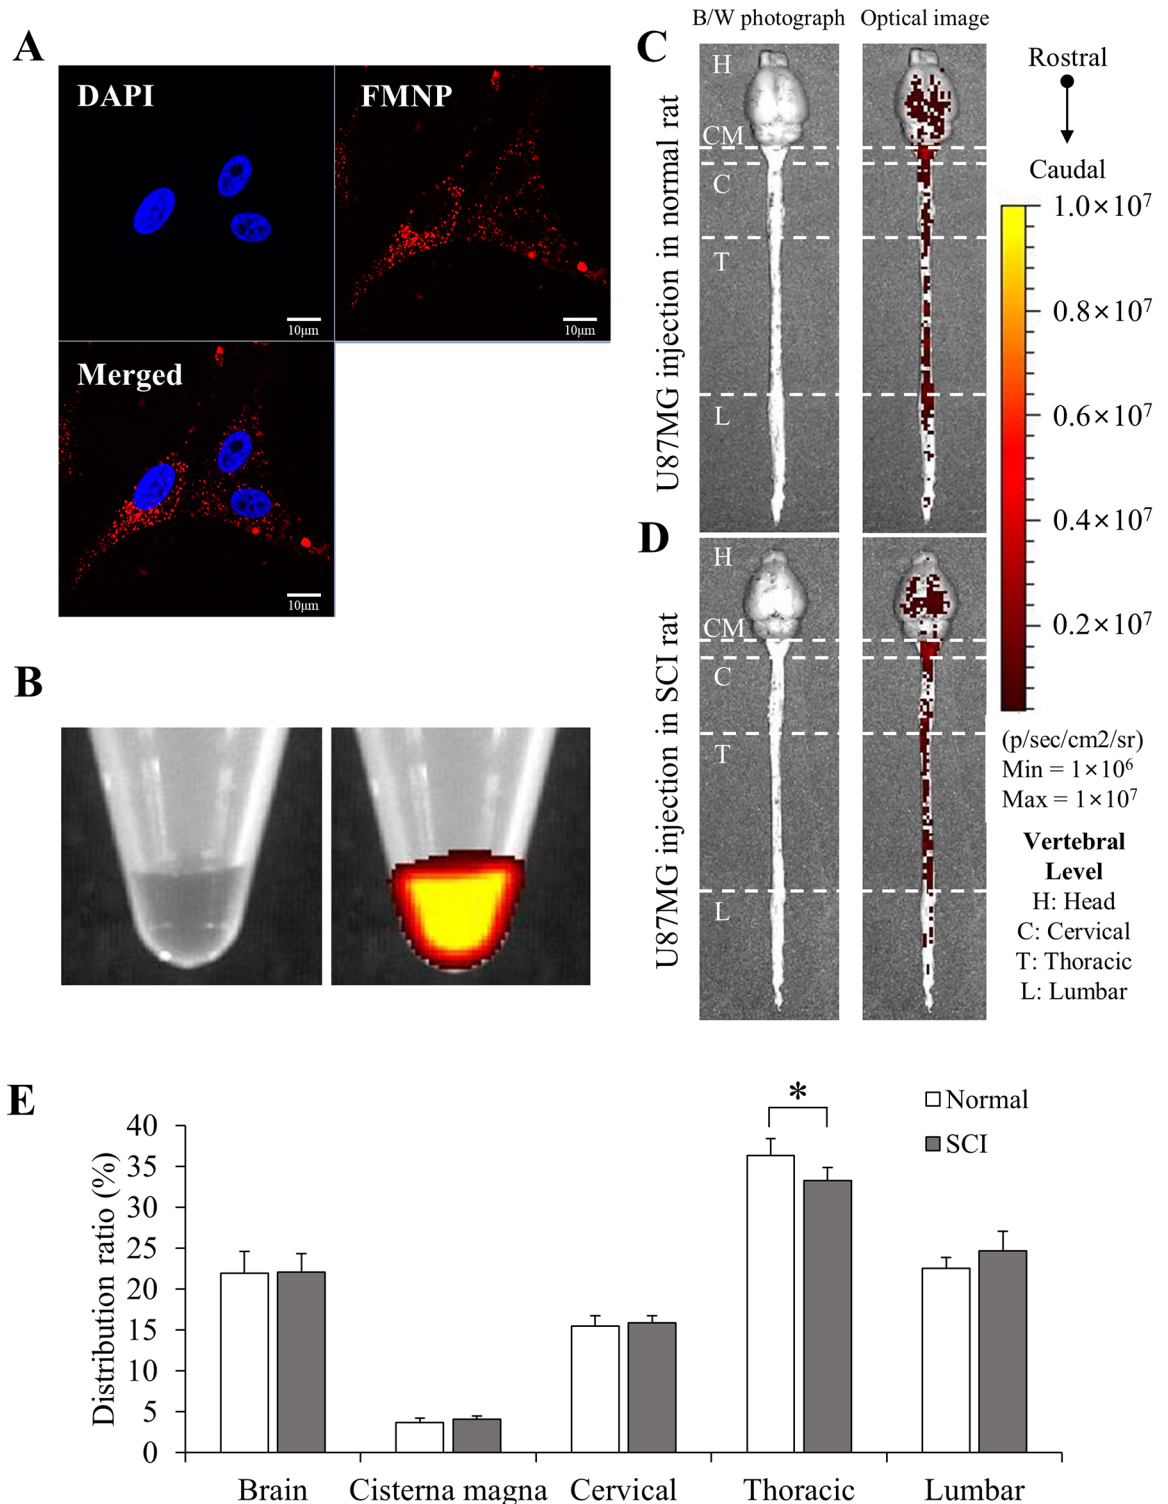 A
DAPI
10μm
FMNP
10μm
Merged
10μm
B
B/W photograph
Optical image
C
U87MG injection in normal rat
H
CM
C
T
L
D
U87MG injection in SCI rat
H
CM
C
T
L
Rostral
Caudal
1.0×10⁷
0.8×10⁷
0.6×10⁷
0.4×10⁷
0.2×10⁷
(p/sec/cm2/sr)
Min = 1×10⁶
Max = 1×10⁷
Vertebral
Level
H: Head
C: Cervical
T: Thoracic
L: Lumbar
E
Normal
SCI
*
Distribution ratio (%)
40
35
30
25
20
15
10
5
0
Brain
Cisterna magna
Cervical
Thoracic
Lumbar